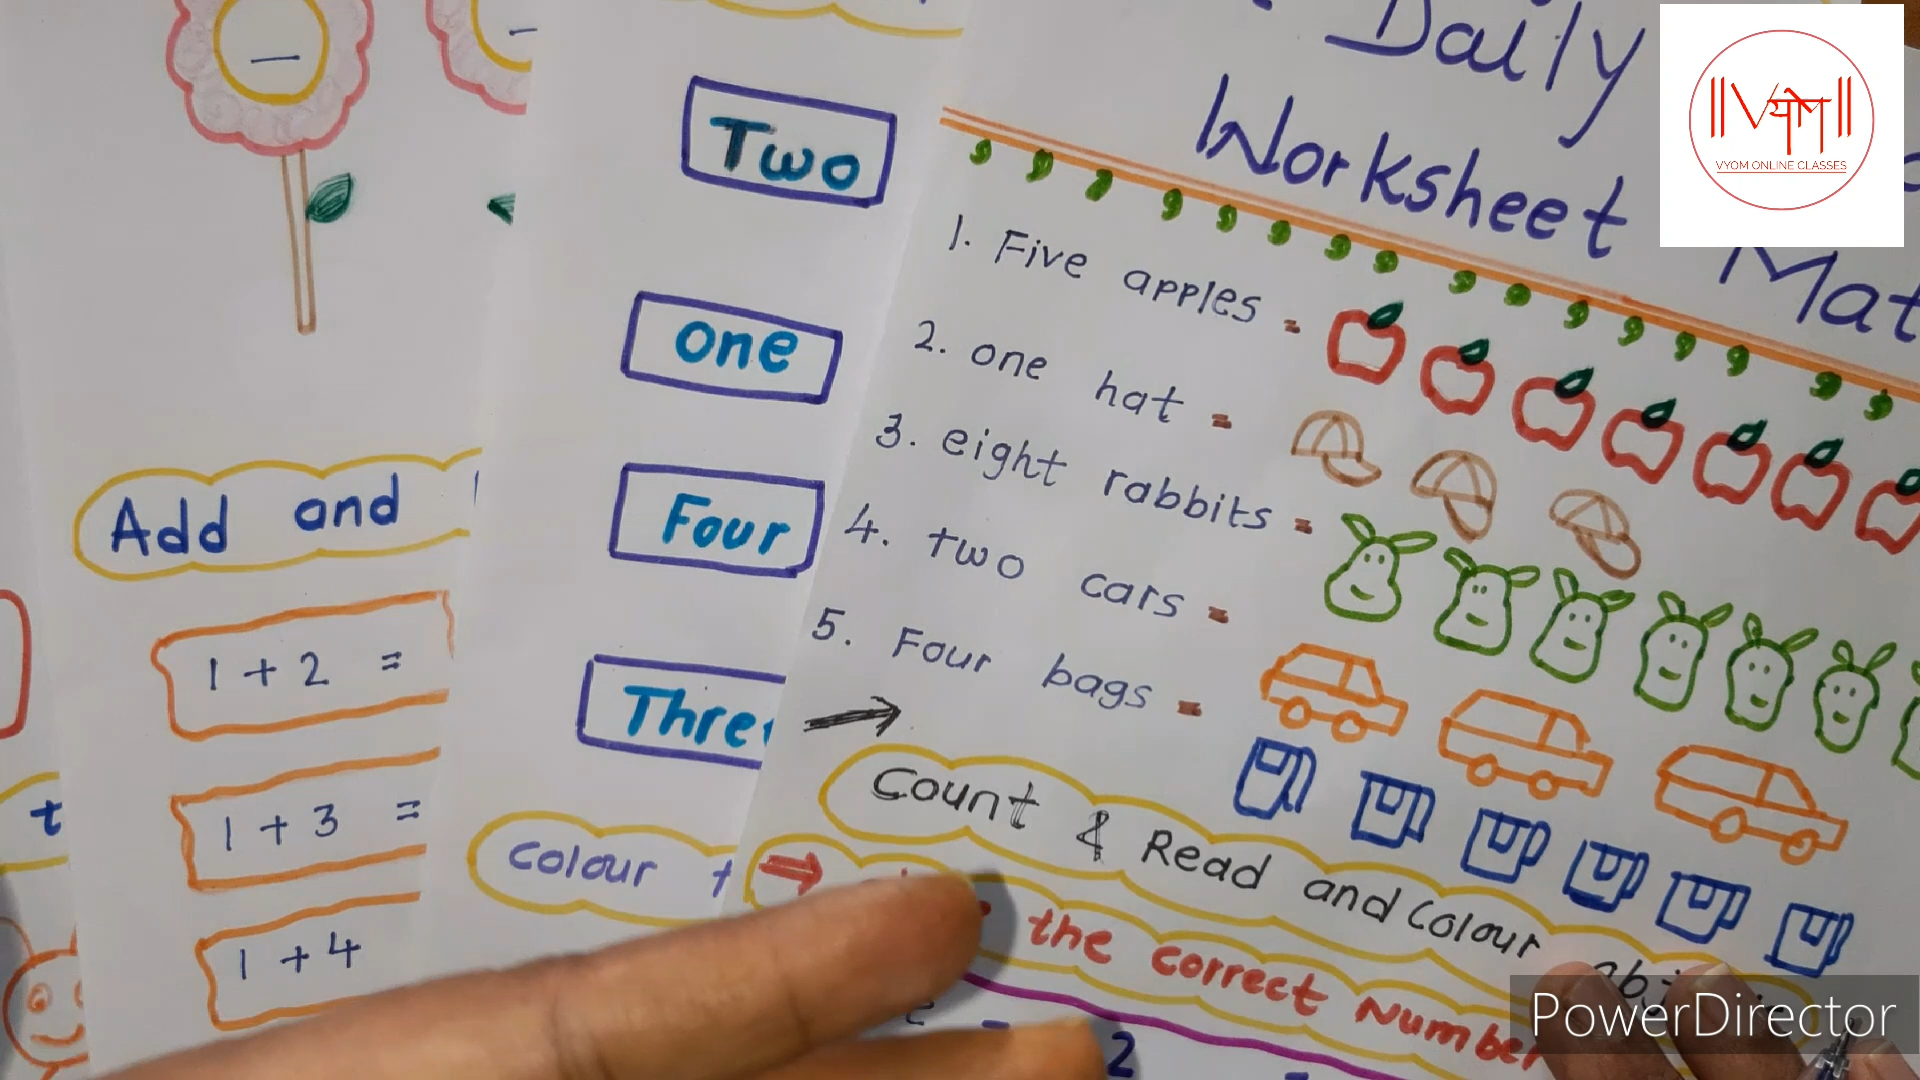 Daily
Worksheet
Mat
||Vयोम||
VYOM ONLINE CLASSES
1. Five apples =
2. one hat =
3. eight rabbits =
4. two cars =
5. Four bags =
Count & Read and Colour
the correct Number
2
Two
one
Four
Three
Colour
Add and
1 + 2 =
1 + 3 =
1 + 4
PowerDirector